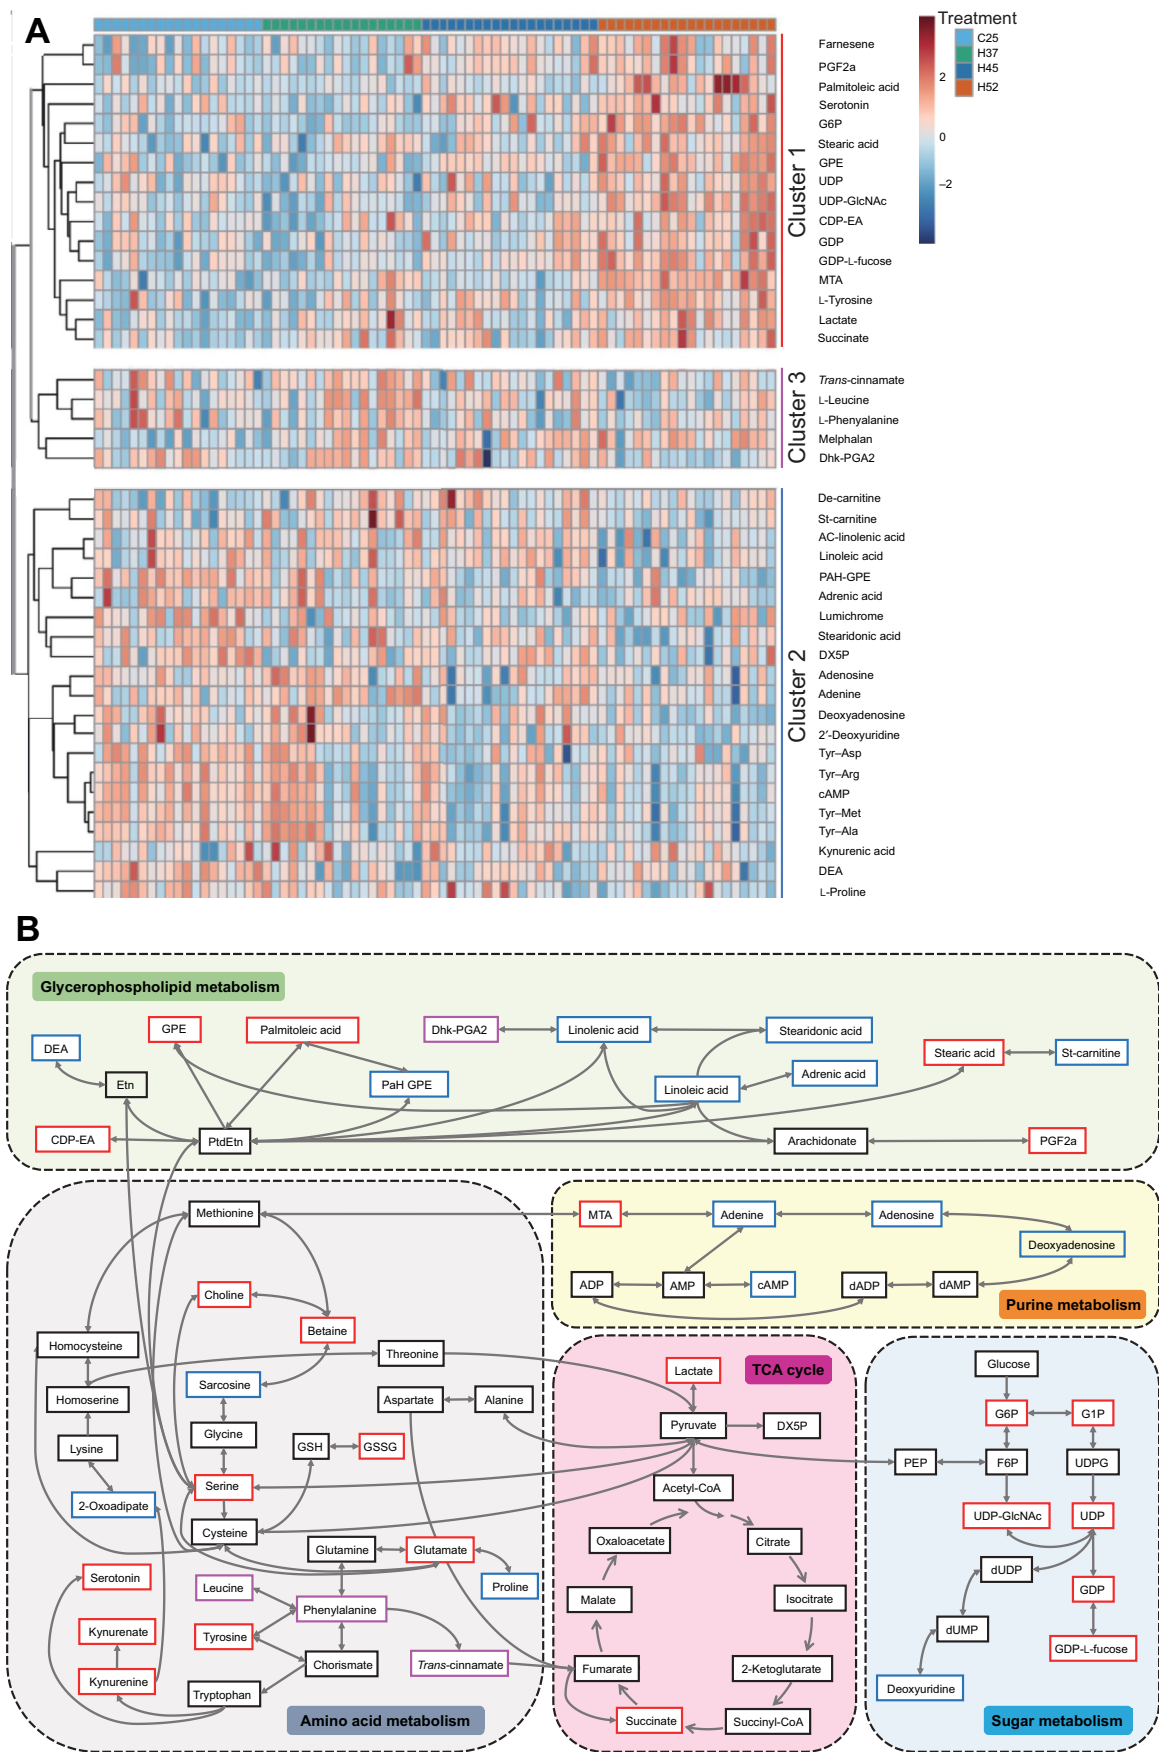 A
Treatment
C25
H37
H45
H52
2
0
–2
Farnesene
PGF2a
Palmitoleic acid
Serotonin
G6P
Stearic acid
GPE
UDP
UDP-GlcNAc
CDP-EA
GDP
GDP-L-fucose
MTA
L-Tyrosine
Lactate
Succinate
Cluster 1
Trans-cinnamate
L-Leucine
L-Phenylalanine
Melphalan
Dhk-PGA2
Cluster 3
De-carnitine
St-carnitine
AC-linolenic acid
Linoleic acid
PAH-GPE
Adrenic acid
Lumichrome
Stearidonic acid
DX5P
Adenosine
Adenine
Deoxyadenosine
2′-Deoxyuridine
Tyr–Asp
Tyr–Arg
cAMP
Tyr–Met
Tyr–Ala
Kynurenic acid
DEA
L-Proline
Cluster 2
B
Glycerophospholipid metabolism
GPE
Palmitoleic acid
Dhk-PGA2
Linolenic acid
Stearidonic acid
DEA
Stearic acid
St-carnitine
Etn
PaH GPE
Linoleic acid
Adrenic acid
CDP-EA
PtdEtn
Arachidonate
PGF2a
Methionine
Choline
Betaine
Homocysteine
Threonine
Sarcosine
Homoserine
Aspartate
Alanine
Glycine
Lysine
GSH
GSSG
Serine
2-Oxoadipate
Cysteine
Glutamine
Glutamate
Serotonin
Leucine
Proline
Phenylalanine
Kynurenate
Tyrosine
Chorismate
Trans-cinnamate
Kynurenine
Tryptophan
Amino acid metabolism
MTA
Adenine
Adenosine
Deoxyadenosine
ADP
AMP
cAMP
dADP
dAMP
Purine metabolism
TCA cycle
Lactate
Pyruvate
DX5P
Acetyl-CoA
Oxaloacetate
Citrate
Malate
Isocitrate
Fumarate
2-Ketoglutarate
Succinate
Succinyl-CoA
Glucose
G6P
G1P
PEP
F6P
UDPG
UDP-GlcNAc
UDP
dUDP
GDP
dUMP
GDP-L-fucose
Deoxyuridine
Sugar metabolism